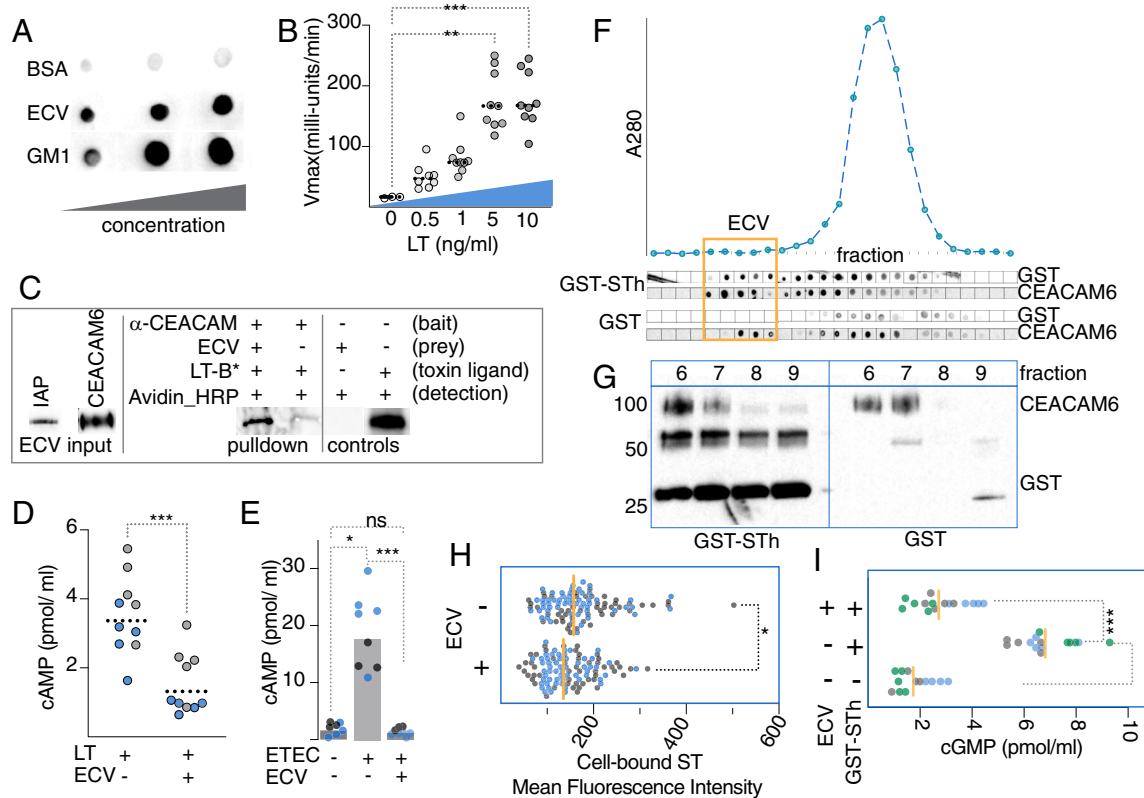 A
BSA
ECV
GM1
concentration
B
Vmax(milli-units/min)
300
200
100
***
**
0 0.5 1 5 10
LT (ng/ml)
C
IAP
CEACAM6
ECV input
α-CEACAM + + - - (bait)
ECV + - + - (prey)
LT-B* + + - + (toxin ligand)
Avidin_HRP + + + + (detection)
pulldown controls
D
cAMP (pmol/ ml)
6
4
2
***
LT + +
ECV - +
E
cAMP (pmol/ ml)
30
20
10
ns
* ***
ETEC - + +
ECV - - +
F
A280
ECV
fraction
GST-STh
GST
CEACAM6
GST
GST
CEACAM6
G
6 7 8 9 6 7 8 9 fraction
100
50
25
CEACAM6
GST
GST-STh GST
H
ECV
-
+
*
200 400 600
Cell-bound ST
Mean Fluorescence Intensity
I
+ +
- +
- -
***
ECV
GST-STh
2 4 6 8 10
cGMP (pmol/ml)